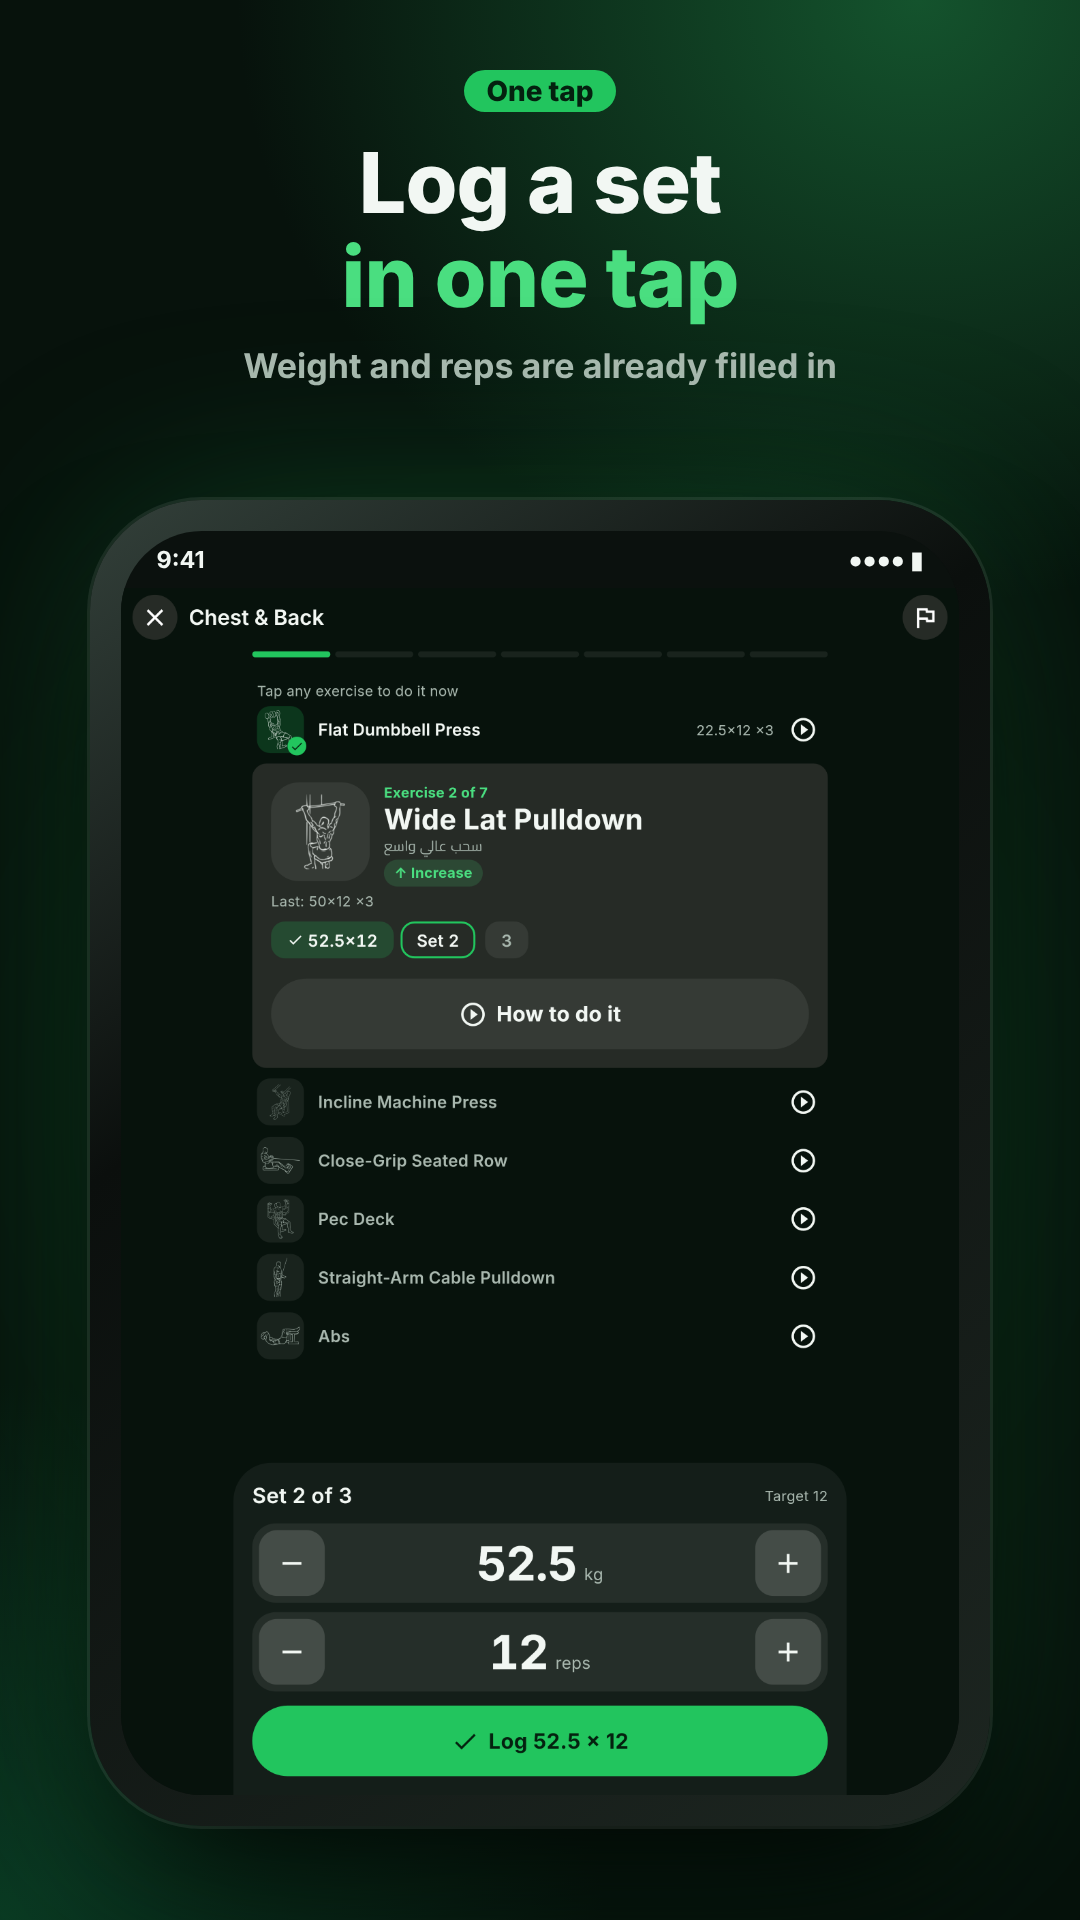 One tap
Log a set
in one tap
Weight and reps are already filled in
9:41
Chest & Back
Tap any exercise to do it now
Flat Dumbbell Press
22.5×12 ×3
Exercise 2 of 7
Wide Lat Pulldown
سحب عالي واسع
↑ Increase
Last: 50×12 ×3
✓ 52.5×12
Set 2
3
How to do it
Incline Machine Press
Close-Grip Seated Row
Pec Deck
Straight-Arm Cable Pulldown
Abs
Set 2 of 3
Target 12
− 52.5 kg +
− 12 reps +
✓ Log 52.5 × 12